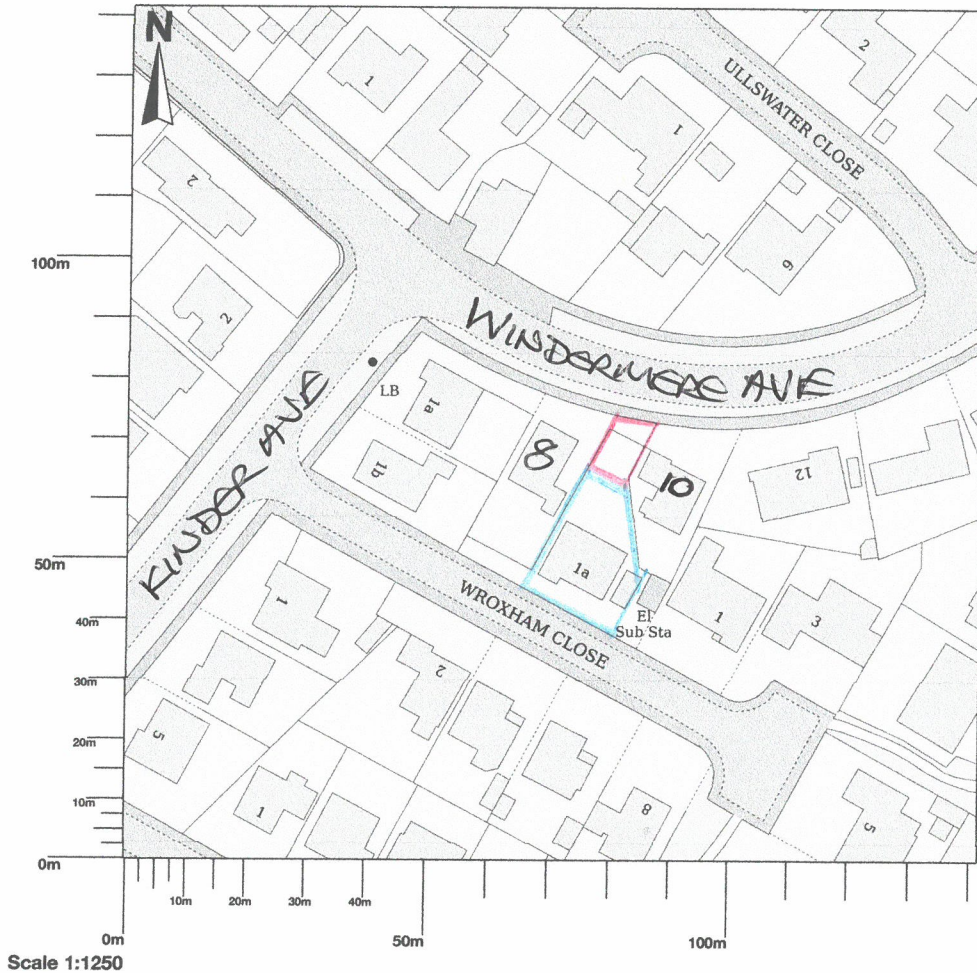 N
ULLSWATER CLOSE
2
1
1
2
2
6
100m
WINDERMERE AVE
KINDER AVE
LB
1a
1b
8
10
12
50m
1a
El
Sub Sta
WROXHAM CLOSE
1
3
1
2
40m
30m
20m
10m
0m
5
1
8
5
10m
20m
30m
40m
0m
50m
100m
Scale 1:1250